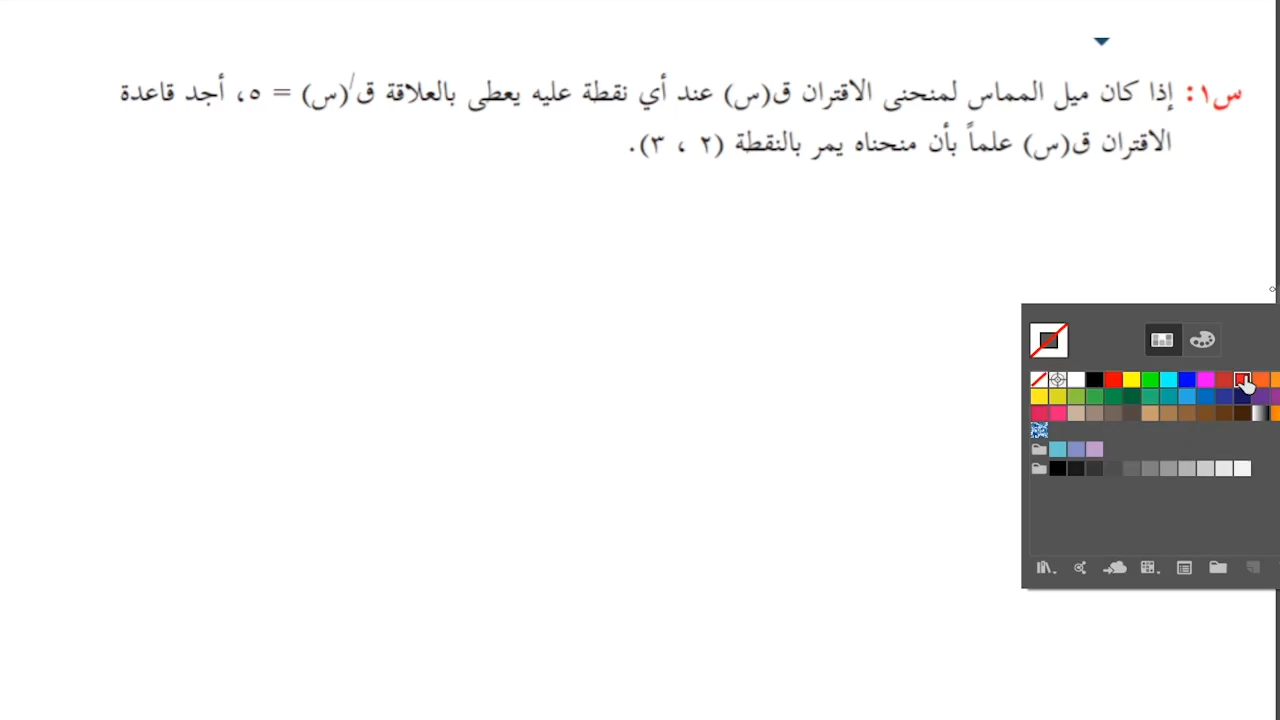 س١: إذا كان ميل المماس لمنحنى الاقتران ق(س) عند أي نقطة عليه يعطى بالعلاقة ق/(س) = ٥، أجد قاعدة
الاقتران ق(س) علماً بأن منحناه يمر بالنقطة (٢ ، ٣).